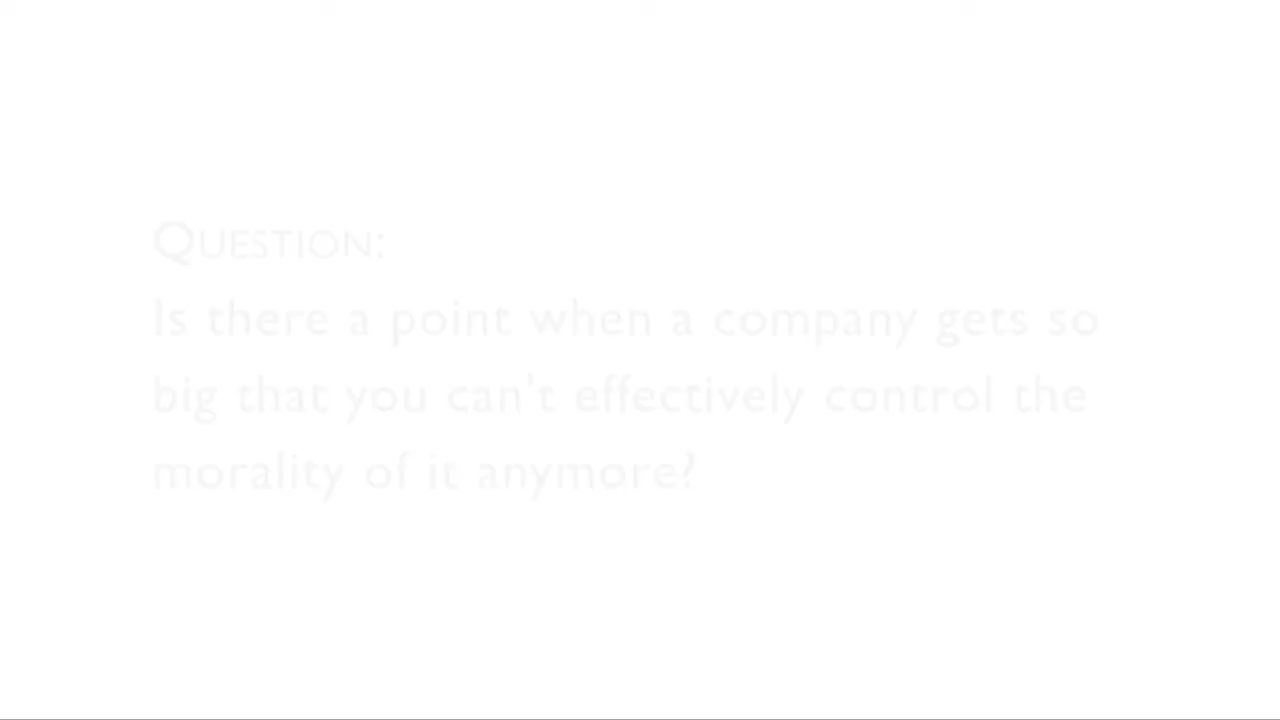 QUESTION:
Is there a point when a company gets so
big that you can't effectively control the
morality of it anymore?